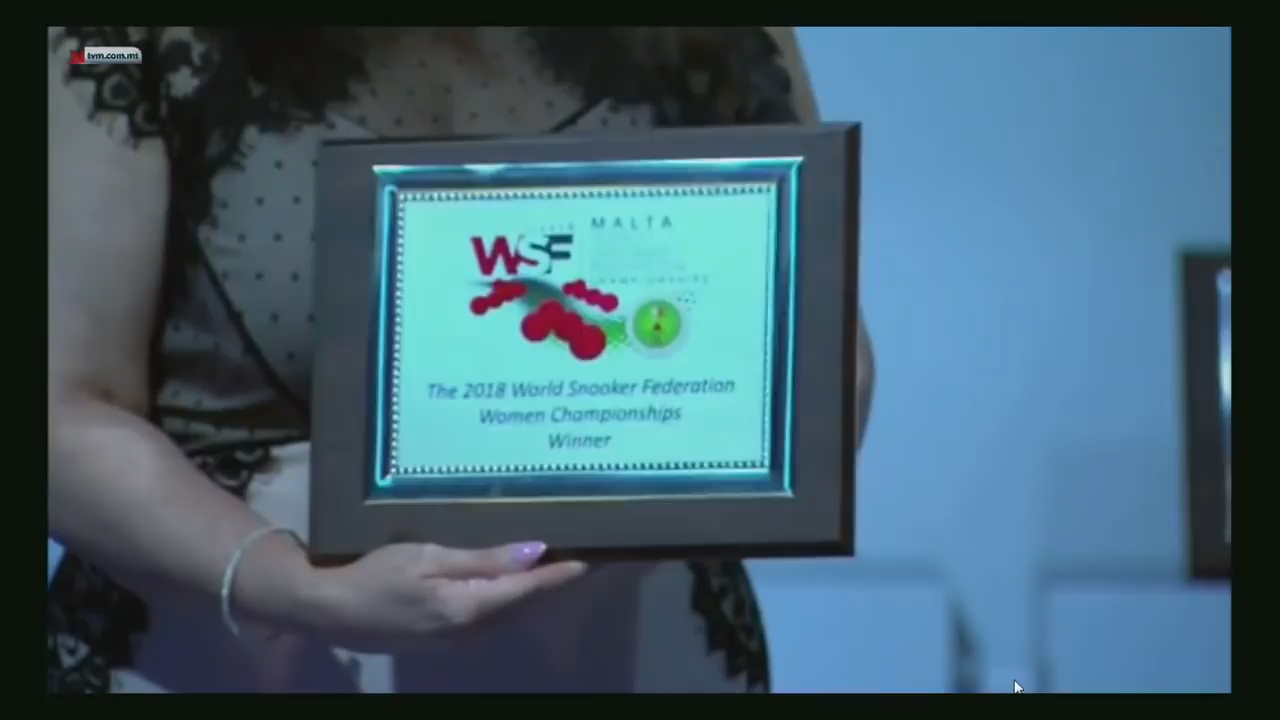 tvm.com.mt
MALTA
WSF
The 2018 World Snooker Federation
Women Championships
Winner